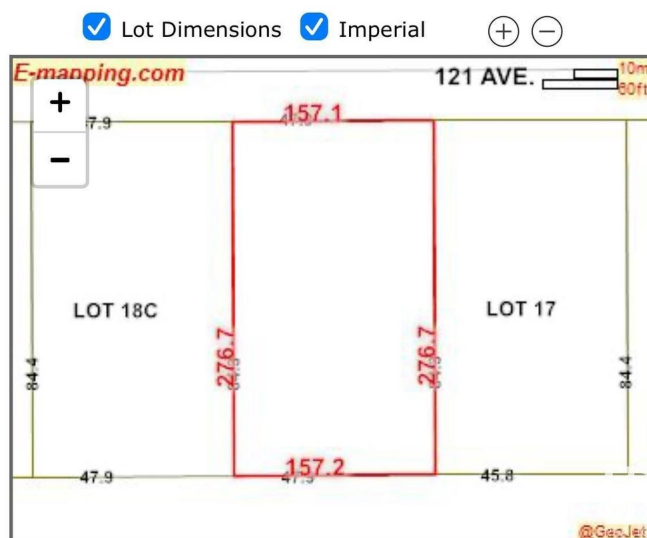 Lot Dimensions Imperial + −
E-mapping.com
121 AVE.
10m
60ft
+
−
157.1
LOT 18C
LOT 17
84.4
276.7
276.7
84.4
47.9
157.2
45.8
@GeoJet